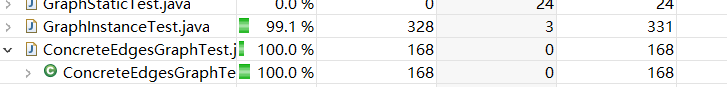 GraphStaticTest.java 0.0 % 0 24 24
GraphInstanceTest.java 99.1 % 328 3 331
ConcreteEdgesGraphTest.j 100.0 % 168 0 168
ConcreteEdgesGraphTe 100.0 % 168 0 168